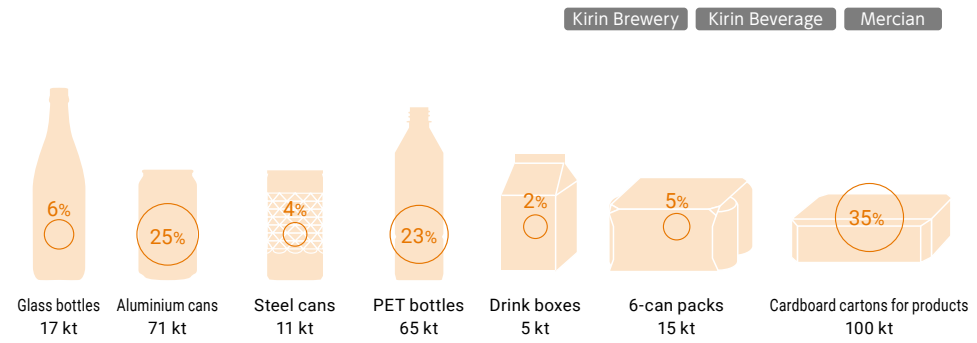 Kirin Brewery Kirin Beverage Mercian
6% 25% 4% 23% 2% 5% 35%
Glass bottles Aluminium cans Steel cans PET bottles Drink boxes 6-can packs Cardboard cartons for products
17 kt 71 kt 11 kt 65 kt 5 kt 15 kt 100 kt